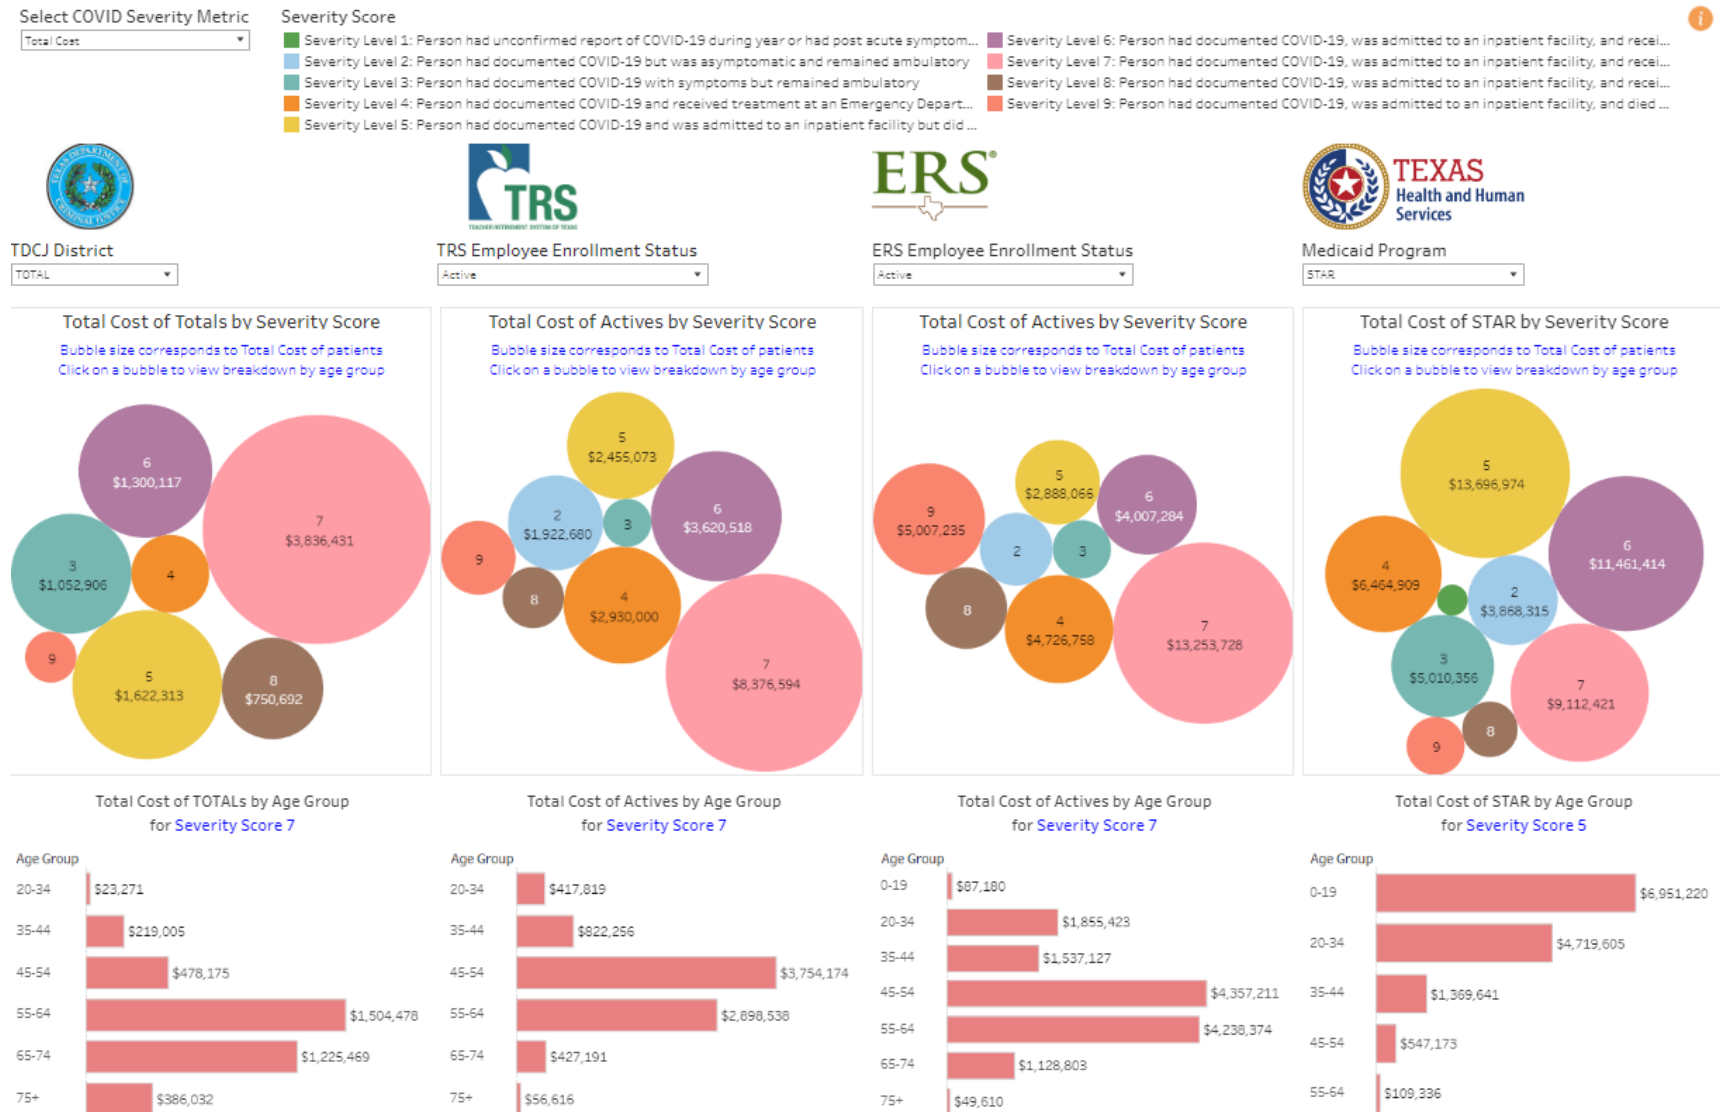 Select COVID Severity Metric
Total Cost
Severity Score
Severity Level 1: Person had unconfirmed report of COVID-19 during year or had post acute symptom...
Severity Level 2: Person had documented COVID-19 but was asymptomatic and remained ambulatory
Severity Level 3: Person had documented COVID-19 with symptoms but remained ambulatory
Severity Level 4: Person had documented COVID-19 and received treatment at an Emergency Depart...
Severity Level 5: Person had documented COVID-19 and was admitted to an inpatient facility but did ...
Severity Level 6: Person had documented COVID-19, was admitted to an inpatient facility, and recei...
Severity Level 7: Person had documented COVID-19, was admitted to an inpatient facility, and recei...
Severity Level 8: Person had documented COVID-19, was admitted to an inpatient facility, and recei...
Severity Level 9: Person had documented COVID-19, was admitted to an inpatient facility, and died ...
i
TEXAS DEPARTMENT OF CRIMINAL JUSTICE
TRS
TEACHER RETIREMENT SYSTEM OF TEXAS
ERS®
TEXAS
Health and Human
Services
TDCJ District
TOTAL
TRS Employee Enrollment Status
Active
ERS Employee Enrollment Status
Active
Medicaid Program
STAR
Total Cost of Totals by Severity Score
Bubble size corresponds to Total Cost of patients
Click on a bubble to view breakdown by age group
6
$1,300,117
7
$3,836,431
3
$1,052,906
4
9
5
$1,622,313
8
$750,692
Total Cost of Actives by Severity Score
Bubble size corresponds to Total Cost of patients
Click on a bubble to view breakdown by age group
5
$2,455,073
2
$1,922,680
3
6
$3,620,518
9
8
4
$2,930,000
7
$8,376,594
Total Cost of Actives by Severity Score
Bubble size corresponds to Total Cost of patients
Click on a bubble to view breakdown by age group
5
$2,888,066
6
$4,007,284
9
$5,007,235
2
3
8
4
$4,726,758
7
$13,253,728
Total Cost of STAR by Severity Score
Bubble size corresponds to Total Cost of patients
Click on a bubble to view breakdown by age group
5
$13,696,974
6
$11,461,414
4
$6,464,909
2
$3,868,315
3
$5,010,356
7
$9,112,421
8
9
Total Cost of TOTALs by Age Group
for Severity Score 7
Age Group
20-34 $23,271
35-44 $219,005
45-54 $478,175
55-64 $1,504,478
65-74 $1,225,469
75+ $386,032
Total Cost of Actives by Age Group
for Severity Score 7
Age Group
20-34 $417,819
35-44 $822,256
45-54 $3,754,174
55-64 $2,898,538
65-74 $427,191
75+ $56,616
Total Cost of Actives by Age Group
for Severity Score 7
Age Group
0-19 $87,180
20-34 $1,855,423
35-44 $1,537,127
45-54 $4,357,211
55-64 $4,238,374
65-74 $1,128,803
75+ $49,610
Total Cost of STAR by Age Group
for Severity Score 5
Age Group
0-19 $6,951,220
20-34 $4,719,605
35-44 $1,369,641
45-54 $547,173
55-64 $109,336